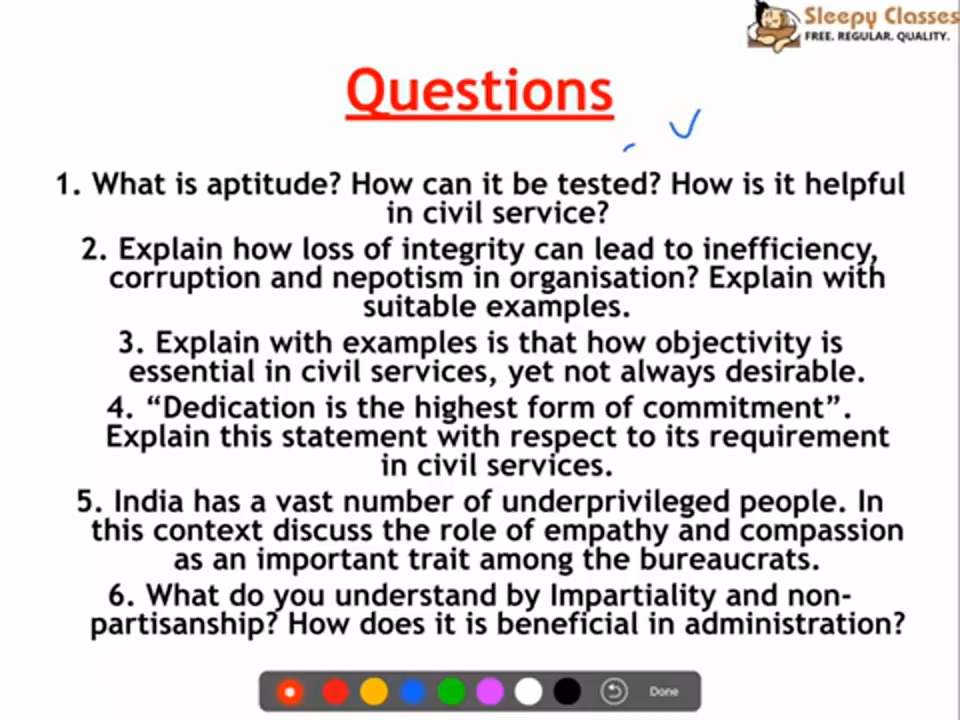 Sleepy Classes
FREE. REGULAR. QUALITY.
Questions
1. What is aptitude? How can it be tested? How is it helpful
in civil service?
2. Explain how loss of integrity can lead to inefficiency,
corruption and nepotism in organisation? Explain with
suitable examples.
3. Explain with examples is that how objectivity is
essential in civil services, yet not always desirable.
4. “Dedication is the highest form of commitment”.
Explain this statement with respect to its requirement
in civil services.
5. India has a vast number of underprivileged people. In
this context discuss the role of empathy and compassion
as an important trait among the bureaucrats.
6. What do you understand by Impartiality and non-
partisanship? How does it is beneficial in administration?
Done